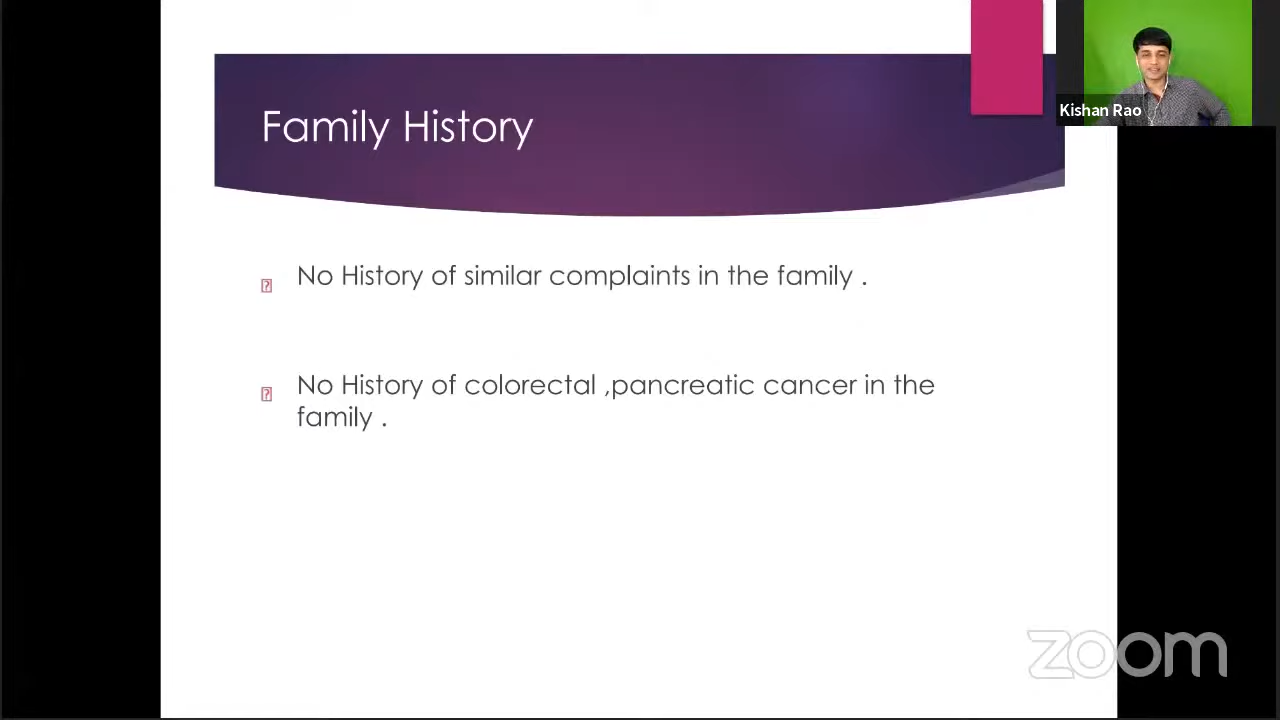 Family History
Kishan Rao
No History of similar complaints in the family .
No History of colorectal ,pancreatic cancer in the
family .
zoom